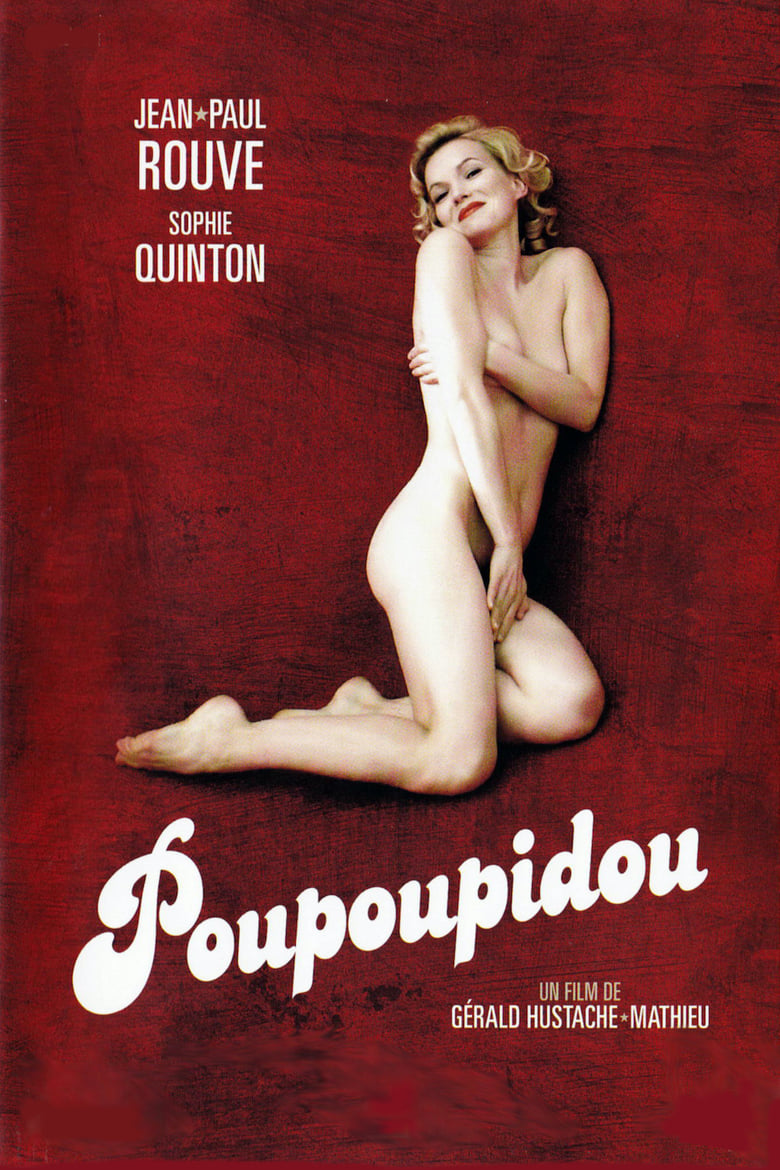 JEAN★PAUL
ROUVE
SOPHIE
QUINTON
Poupoupidou
UN FILM DE
GÉRALD HUSTACHE★MATHIEU